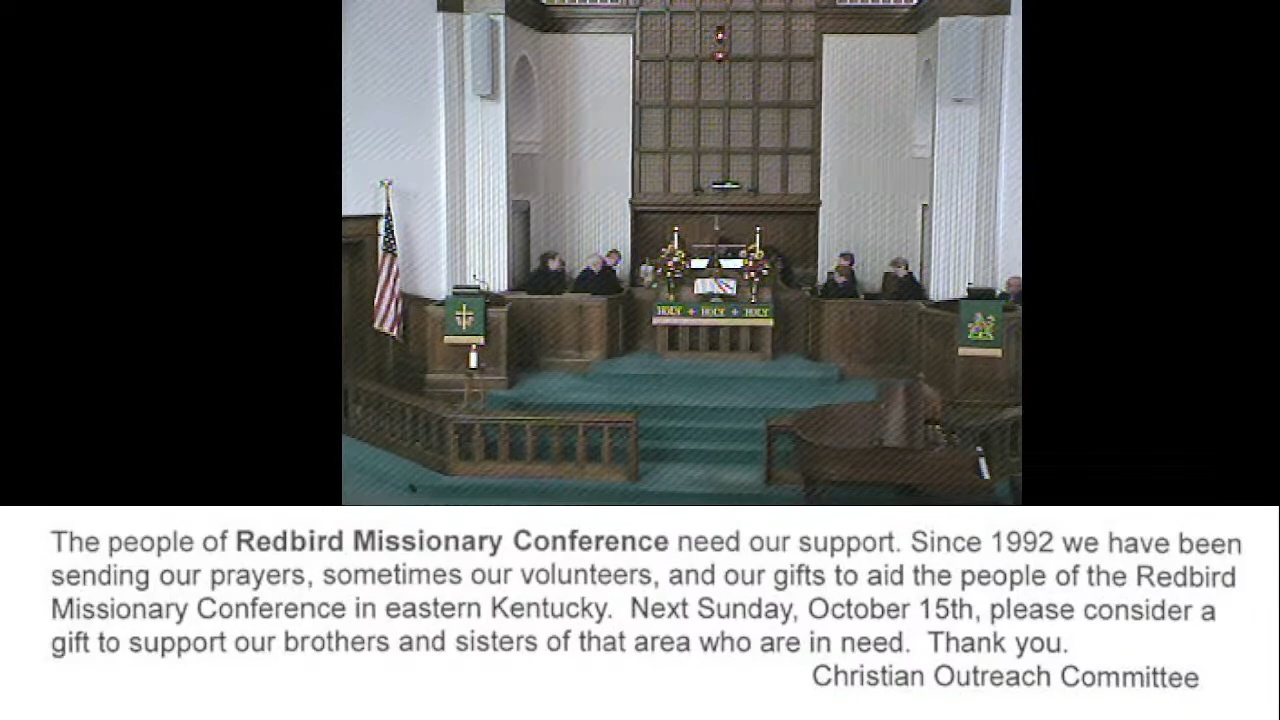 HOLY + HOLY + HOLY
The people of Redbird Missionary Conference need our support. Since 1992 we have been
sending our prayers, sometimes our volunteers, and our gifts to aid the people of the Redbird
Missionary Conference in eastern Kentucky.  Next Sunday, October 15th, please consider a
gift to support our brothers and sisters of that area who are in need.  Thank you.
Christian Outreach Committee